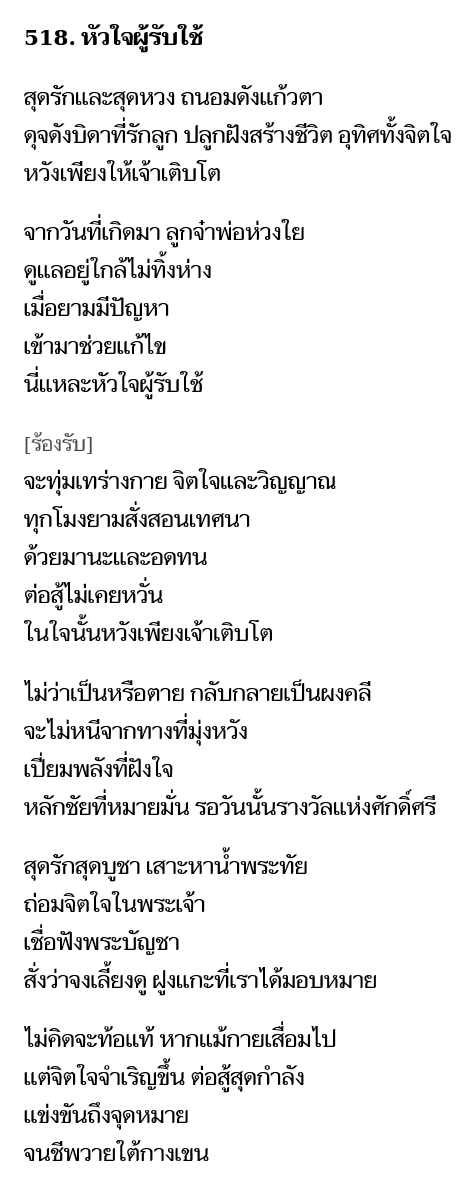 518. หัวใจผู้รับใช้
สุดรักและสุดหวง ถนอมดังแก้วตา
ดุจดังบิดาที่รักลูก ปลูกฝังสร้างชีวิต อุทิศทั้งจิตใจ
หวังเพียงให้เจ้าเติบโต
จากวันที่เกิดมา ลูกจ๋าพ่อห่วงใย
ดูแลอยู่ใกล้ไม่ทิ้งห่าง
เมื่อยามมีปัญหา
เข้ามาช่วยแก้ไข
นี่แหละหัวใจผู้รับใช้
[ร้องรับ]
จะทุ่มเทร่างกาย จิตใจและวิญญาณ
ทุกโมงยามสั่งสอนเทศนา
ด้วยมานะและอดทน
ต่อสู้ไม่เคยหวั่น
ในใจนั้นหวังเพียงเจ้าเติบโต
ไม่ว่าเป็นหรือตาย กลับกลายเป็นผงคลี
จะไม่หนีจากทางที่มุ่งหวัง
เปี่ยมพลังที่ฝังใจ
หลักชัยที่หมายมั่น รอวันนั้นรางวัลแห่งศักดิ์ศรี
สุดรักสุดบูชา เสาะหาน้ำพระทัย
ถ่อมจิตใจในพระเจ้า
เชื่อฟังพระบัญชา
สั่งว่าจงเลี้ยงดู ฝูงแกะที่เราได้มอบหมาย
ไม่คิดจะท้อแท้ หากแม้กายเสื่อมไป
แต่จิตใจจำเริญขึ้น ต่อสู้สุดกำลัง
แข่งขันถึงจุดหมาย
จนชีพวายใต้กางเขน